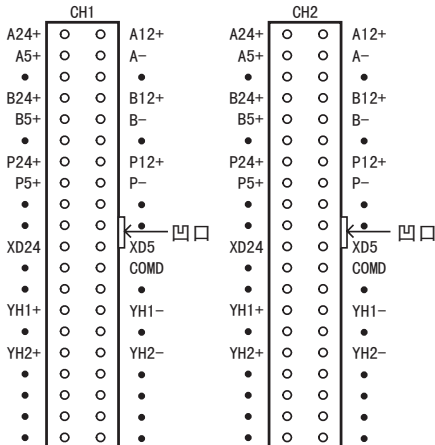 CH1 CH2
A24+ A12+ A24+ A12+
A5+ A- A5+ A-
B24+ B12+ B24+ B12+
B5+ B- B5+ B-
P24+ P12+ P24+ P12+
P5+ P- P5+ P-
凹口 凹口
XD24 XD5 XD24 XD5
COMD COMD
YH1+ YH1- YH1+ YH1-
YH2+ YH2- YH2+ YH2-